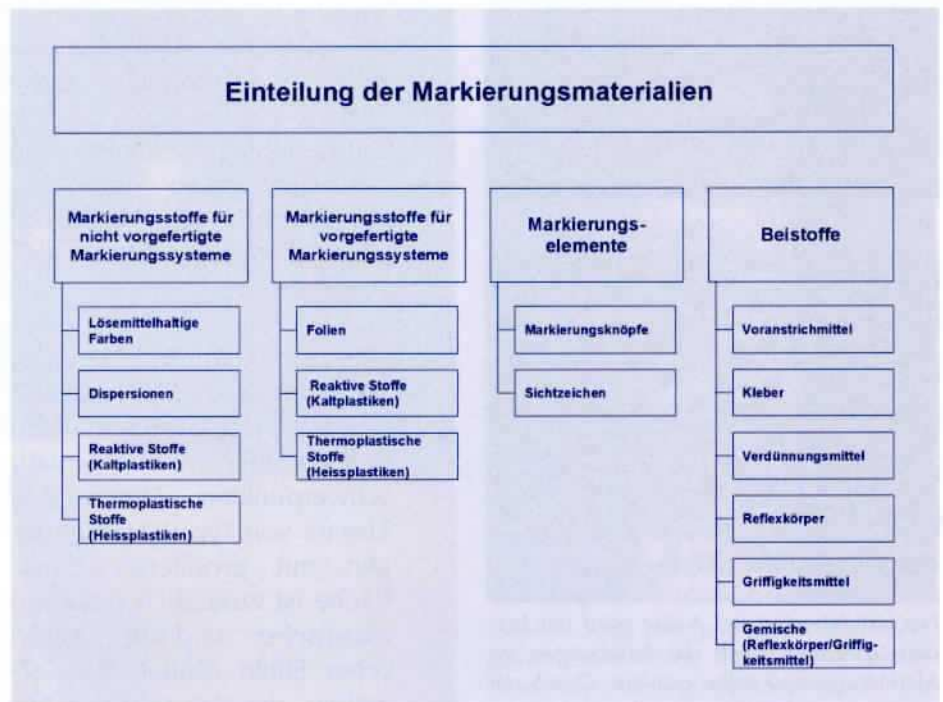 Einteilung der Markierungsmaterialien
Markierungsstoffe für
nicht vorgefertigte
Markierungssysteme
Lösemittelhaltige
Farben
Dispersionen
Reaktive Stoffe
(Kaltplastiken)
Thermoplastische
Stoffe
(Heissplastiken)
Markierungsstoffe für
vorgefertigte
Markierungssysteme
Folien
Reaktive Stoffe
(Kaltplastiken)
Thermoplastische
Stoffe
(Heissplastiken)
Markierungs-
elemente
Markierungsknöpfe
Sichtzeichen
Beistoffe
Voranstrichmittel
Kleber
Verdünnungsmittel
Reflexkörper
Griffigkeitsmittel
Gemische
(Reflexkörper/Griffig-
keitsmittel)